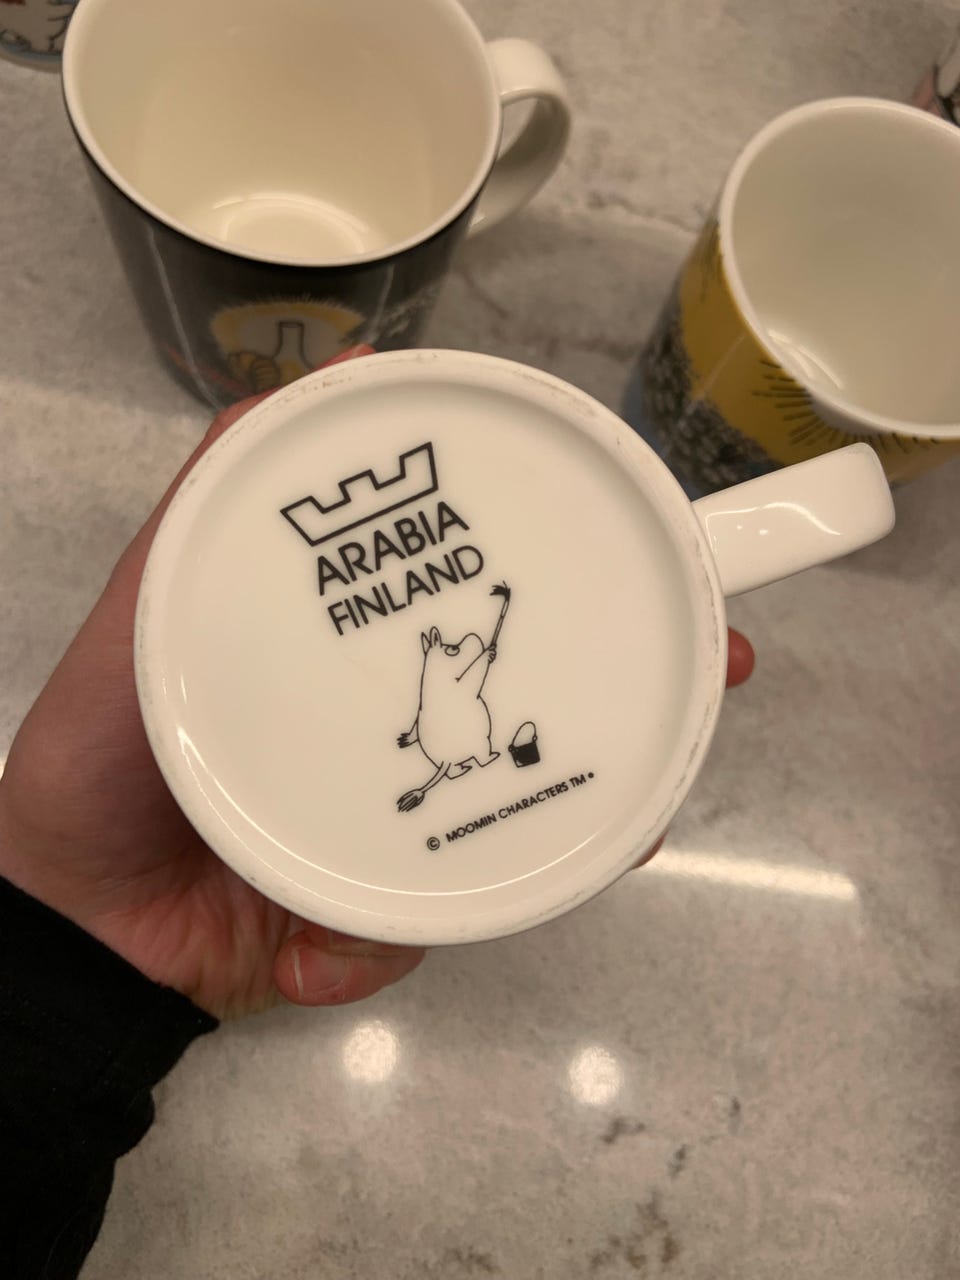 ARABIA
FINLAND
© MOOMIN CHARACTERS TM •